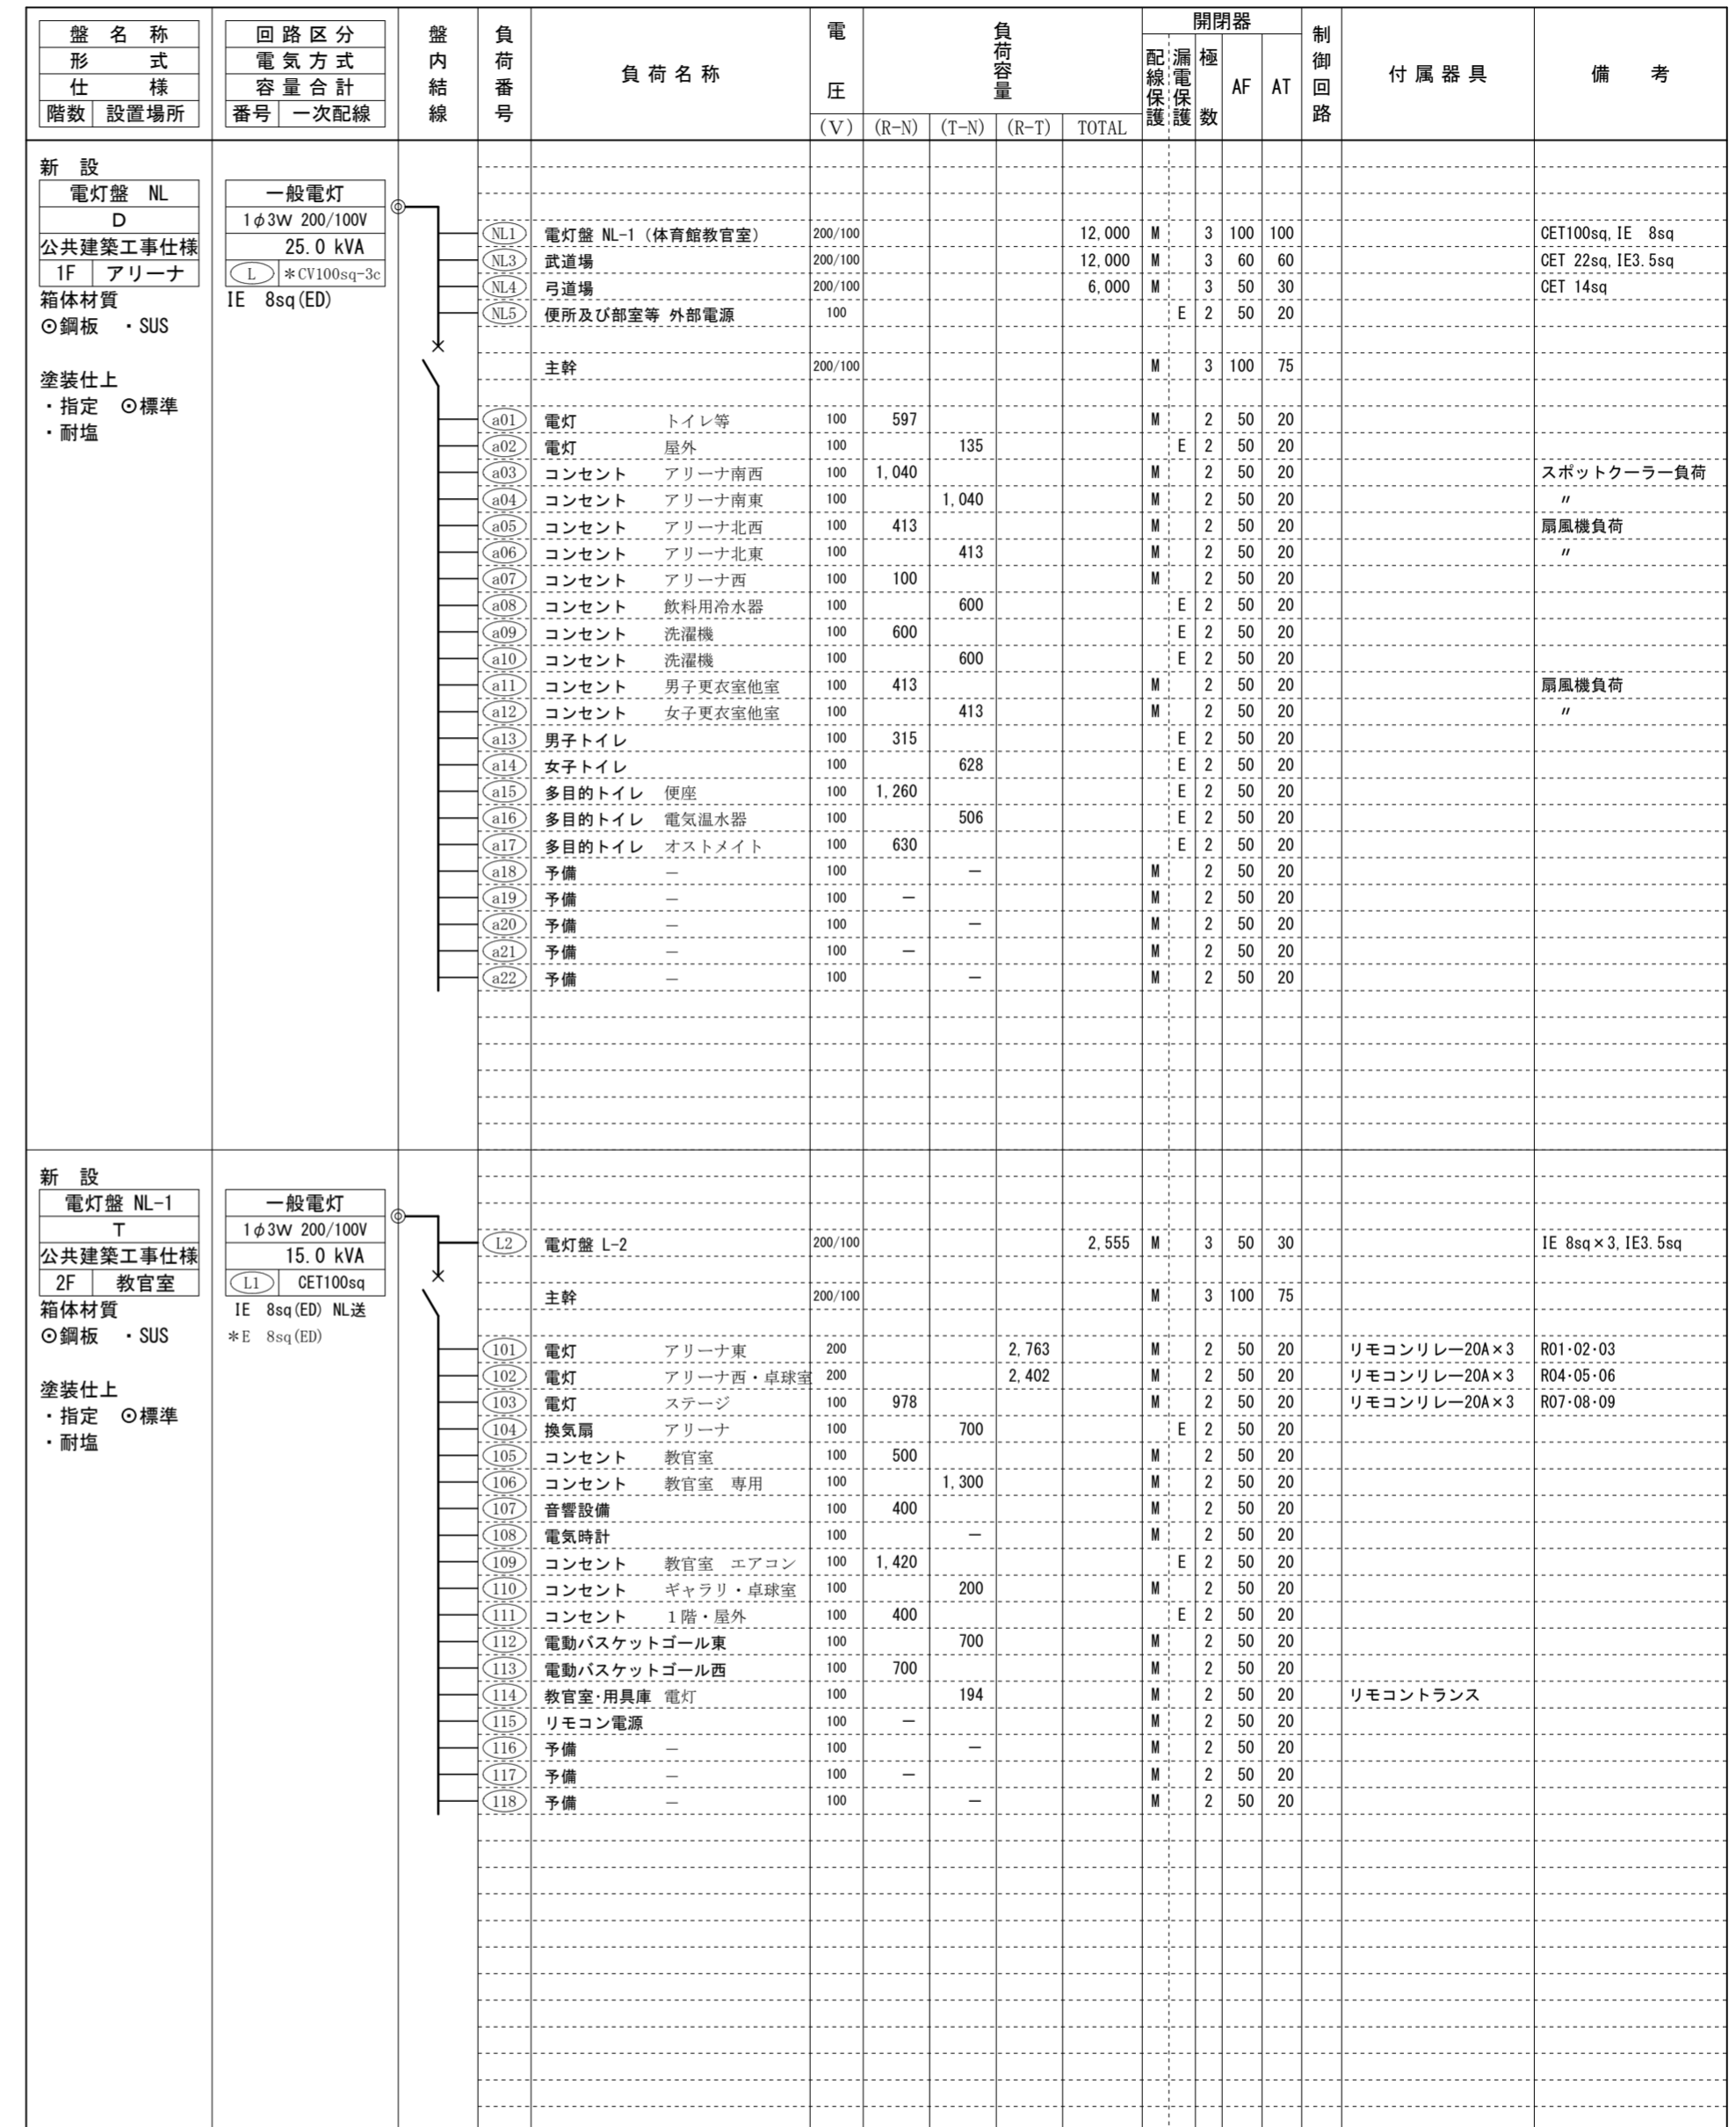 盤 名 称 回路区分 盤内結線 負荷番号 負荷名称 電圧 (V) 負荷容量 開閉器 制御回路 付属器具 備 考
形 式 電気方式
仕 様 容量合計 配線保護 漏電保護 極数 AF AT
階数 設置場所 番号 一次配線
(R-N) (T-N) (R-T) TOTAL
新 設
電灯盤 NL 一般電灯
D 1φ3W 200/100V
NL1 電灯盤 NL-1 (体育館教官室) 200/100 12,000 M 3 100 100 CET100sq,IE 8sq
公共建築工事仕様 25.0 kVA
NL3 武道場 200/100 12,000 M 3 60 60 CET 22sq,IE3.5sq
1F アリーナ L *CV100sq-3c
NL4 弓道場 200/100 6,000 M 3 50 30 CET 14sq
箱体材質 IE 8sq(ED)
NL5 便所及び部室等 外部電源 100 E 2 50 20
⊙鋼板 ・SUS
主幹 200/100 M 3 100 75
塗装仕上
・指定 ⊙標準
・耐塩
a01 電灯 トイレ等 100 597 M 2 50 20
a02 電灯 屋外 100 135 E 2 50 20
a03 コンセント アリーナ南西 100 1,040 M 2 50 20 スポットクーラー負荷
a04 コンセント アリーナ南東 100 1,040 M 2 50 20 〃
a05 コンセント アリーナ北西 100 413 M 2 50 20 扇風機負荷
a06 コンセント アリーナ北東 100 413 M 2 50 20 〃
a07 コンセント アリーナ西 100 100 M 2 50 20
a08 コンセント 飲料用冷水器 100 600 E 2 50 20
a09 コンセント 洗濯機 100 600 E 2 50 20
a10 コンセント 洗濯機 100 600 E 2 50 20
a11 コンセント 男子更衣室他室 100 413 M 2 50 20 扇風機負荷
a12 コンセント 女子更衣室他室 100 413 M 2 50 20 〃
a13 男子トイレ 100 315 E 2 50 20
a14 女子トイレ 100 628 E 2 50 20
a15 多目的トイレ 便座 100 1,260 E 2 50 20
a16 多目的トイレ 電気温水器 100 506 E 2 50 20
a17 多目的トイレ オストメイト 100 630 E 2 50 20
a18 予備 — 100 — M 2 50 20
a19 予備 — 100 — M 2 50 20
a20 予備 — 100 — M 2 50 20
a21 予備 — 100 — M 2 50 20
a22 予備 — 100 — M 2 50 20
新 設
電灯盤 NL-1 一般電灯
T 1φ3W 200/100V
L2 電灯盤 L-2 200/100 2,555 M 3 50 30 IE 8sq×3,IE3.5sq
公共建築工事仕様 15.0 kVA
2F 教官室 L1 CET100sq
主幹 200/100 M 3 100 75
箱体材質 IE 8sq(ED) NL送
⊙鋼板 ・SUS *E 8sq(ED)
塗装仕上
・指定 ⊙標準
・耐塩
101 電灯 アリーナ東 200 2,763 M 2 50 20 リモコンリレー20A×3 R01・02・03
102 電灯 アリーナ西・卓球室 200 2,402 M 2 50 20 リモコンリレー20A×3 R04・05・06
103 電灯 ステージ 100 978 M 2 50 20 リモコンリレー20A×3 R07・08・09
104 換気扇 アリーナ 100 700 E 2 50 20
105 コンセント 教官室 100 500 M 2 50 20
106 コンセント 教官室 専用 100 1,300 M 2 50 20
107 音響設備 100 400 M 2 50 20
108 電気時計 100 — M 2 50 20
109 コンセント 教官室 エアコン 100 1,420 E 2 50 20
110 コンセント ギャラリ・卓球室 100 200 M 2 50 20
111 コンセント 1階・屋外 100 400 E 2 50 20
112 電動バスケットゴール東 100 700 M 2 50 20
113 電動バスケットゴール西 100 700 M 2 50 20
114 教官室・用具庫 電灯 100 194 M 2 50 20 リモコントランス
115 リモコン電源 100 — M 2 50 20
116 予備 — 100 — M 2 50 20
117 予備 — 100 — M 2 50 20
118 予備 — 100 — M 2 50 20